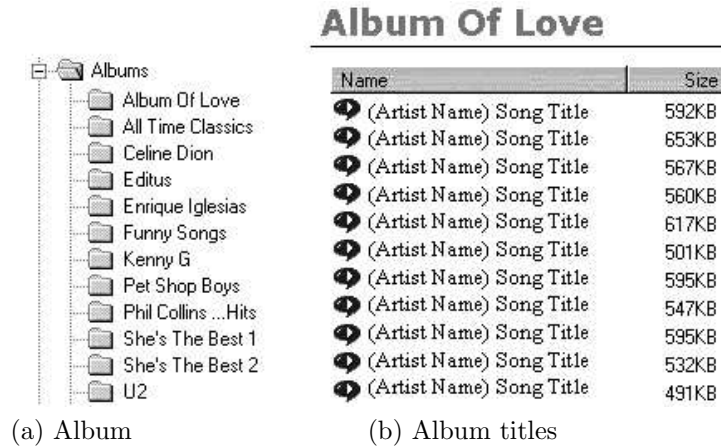 Albums
Album Of Love
All Time Classics
Celine Dion
Editus
Enrique Iglesias
Funny Songs
Kenny G
Pet Shop Boys
Phil Collins ...Hits
She's The Best 1
She's The Best 2
U2
(a) Album
Album Of Love
Name Size
(Artist Name) Song Title 592KB
(Artist Name) Song Title 653KB
(Artist Name) Song Title 567KB
(Artist Name) Song Title 560KB
(Artist Name) Song Title 617KB
(Artist Name) Song Title 501KB
(Artist Name) Song Title 595KB
(Artist Name) Song Title 547KB
(Artist Name) Song Title 595KB
(Artist Name) Song Title 532KB
(Artist Name) Song Title 491KB
(b) Album titles